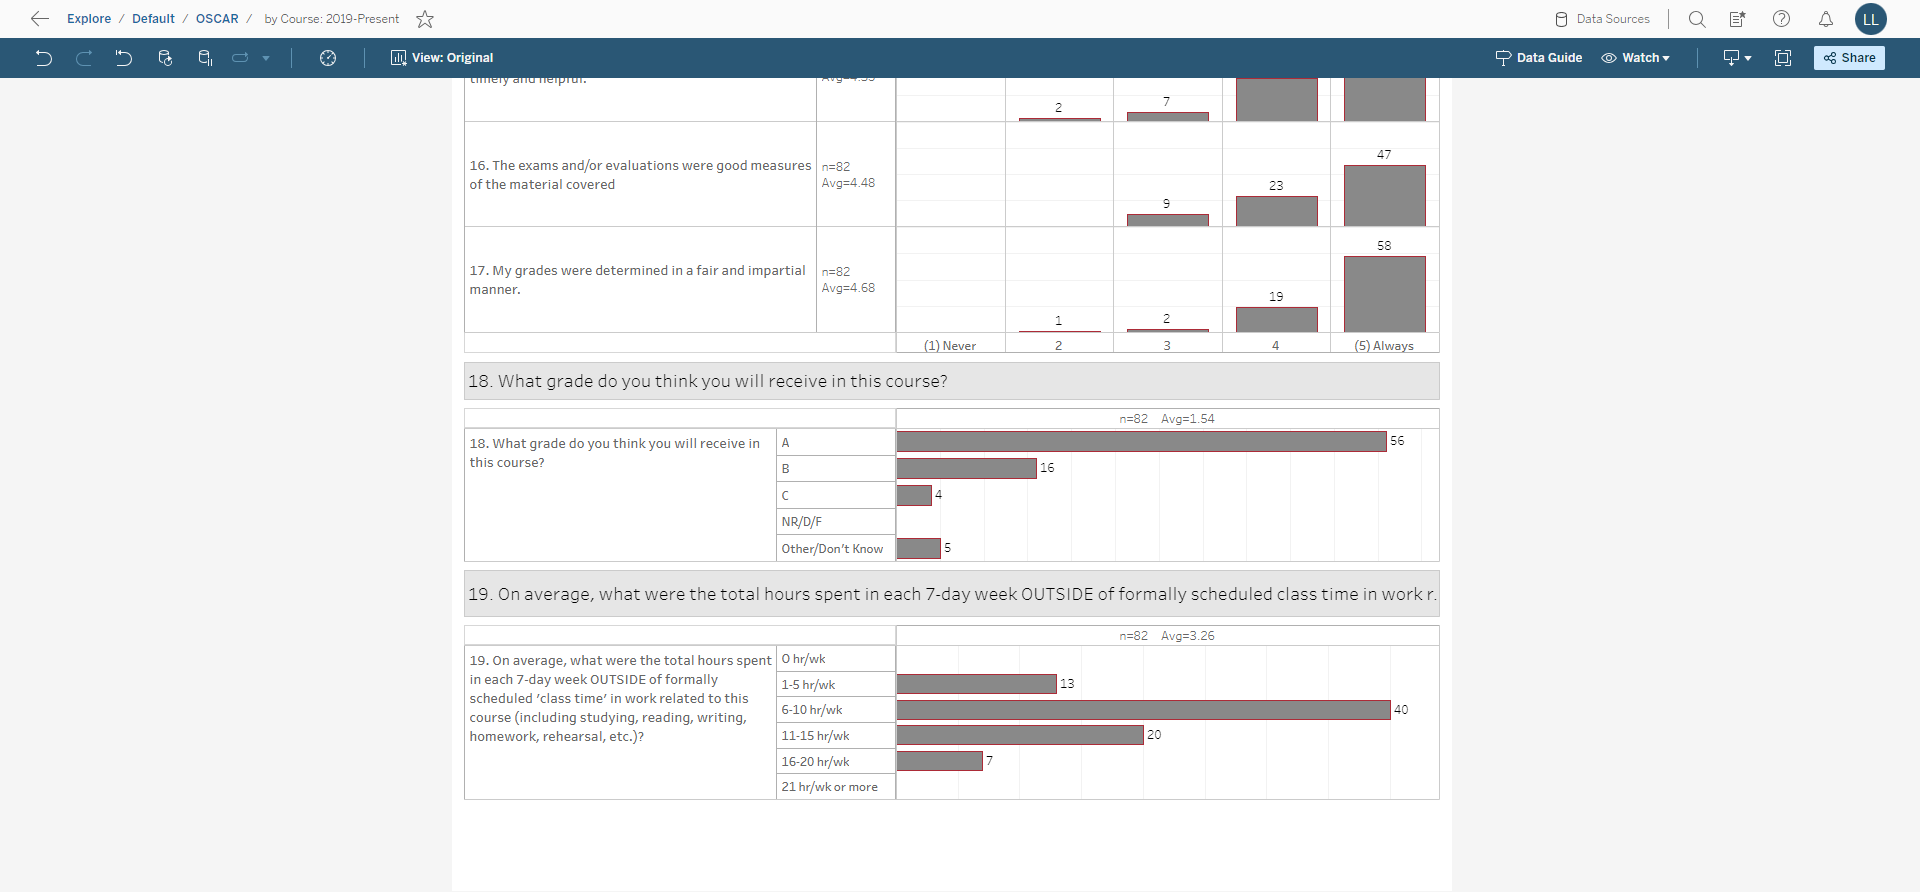 Explore / Default / OSCAR / by Course: 2019-Present
Data Sources
LL
View: Original
Data Guide
Watch
Share
timely and helpful.
2
7
16. The exams and/or evaluations were good measures
of the material covered
n=82
Avg=4.48
9
23
47
17. My grades were determined in a fair and impartial
manner.
n=82
Avg=4.68
1
2
19
58
(1) Never
2
3
4
(5) Always
18. What grade do you think you will receive in this course?
n=82 Avg=1.54
18. What grade do you think you will receive in
this course?
A
56
B
16
C
4
NR/D/F
Other/Don't Know
5
19. On average, what were the total hours spent in each 7-day week OUTSIDE of formally scheduled class time in work r.
n=82 Avg=3.26
19. On average, what were the total hours spent
in each 7-day week OUTSIDE of formally
scheduled ‘class time’ in work related to this
course (including studying, reading, writing,
homework, rehearsal, etc.)?
0 hr/wk
1-5 hr/wk
13
6-10 hr/wk
40
11-15 hr/wk
20
16-20 hr/wk
7
21 hr/wk or more